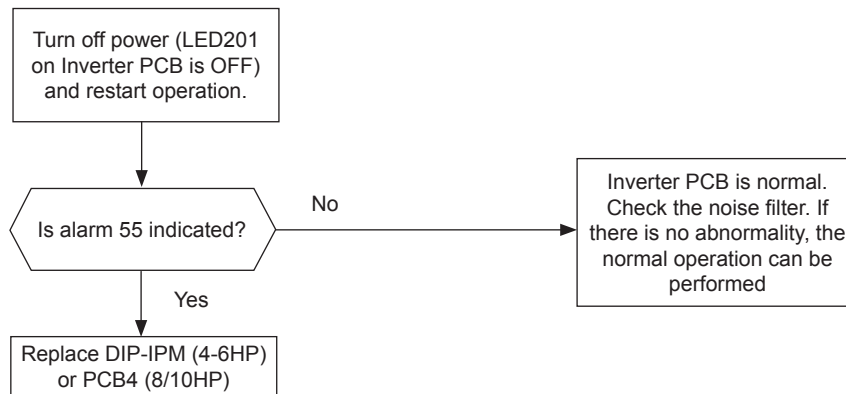 Turn off power (LED201
on Inverter PCB is OFF)
and restart operation.
Is alarm 55 indicated?
No
Inverter PCB is normal.
Check the noise filter. If
there is no abnormality, the
normal operation can be
performed
Yes
Replace DIP-IPM (4-6HP)
or PCB4 (8/10HP)